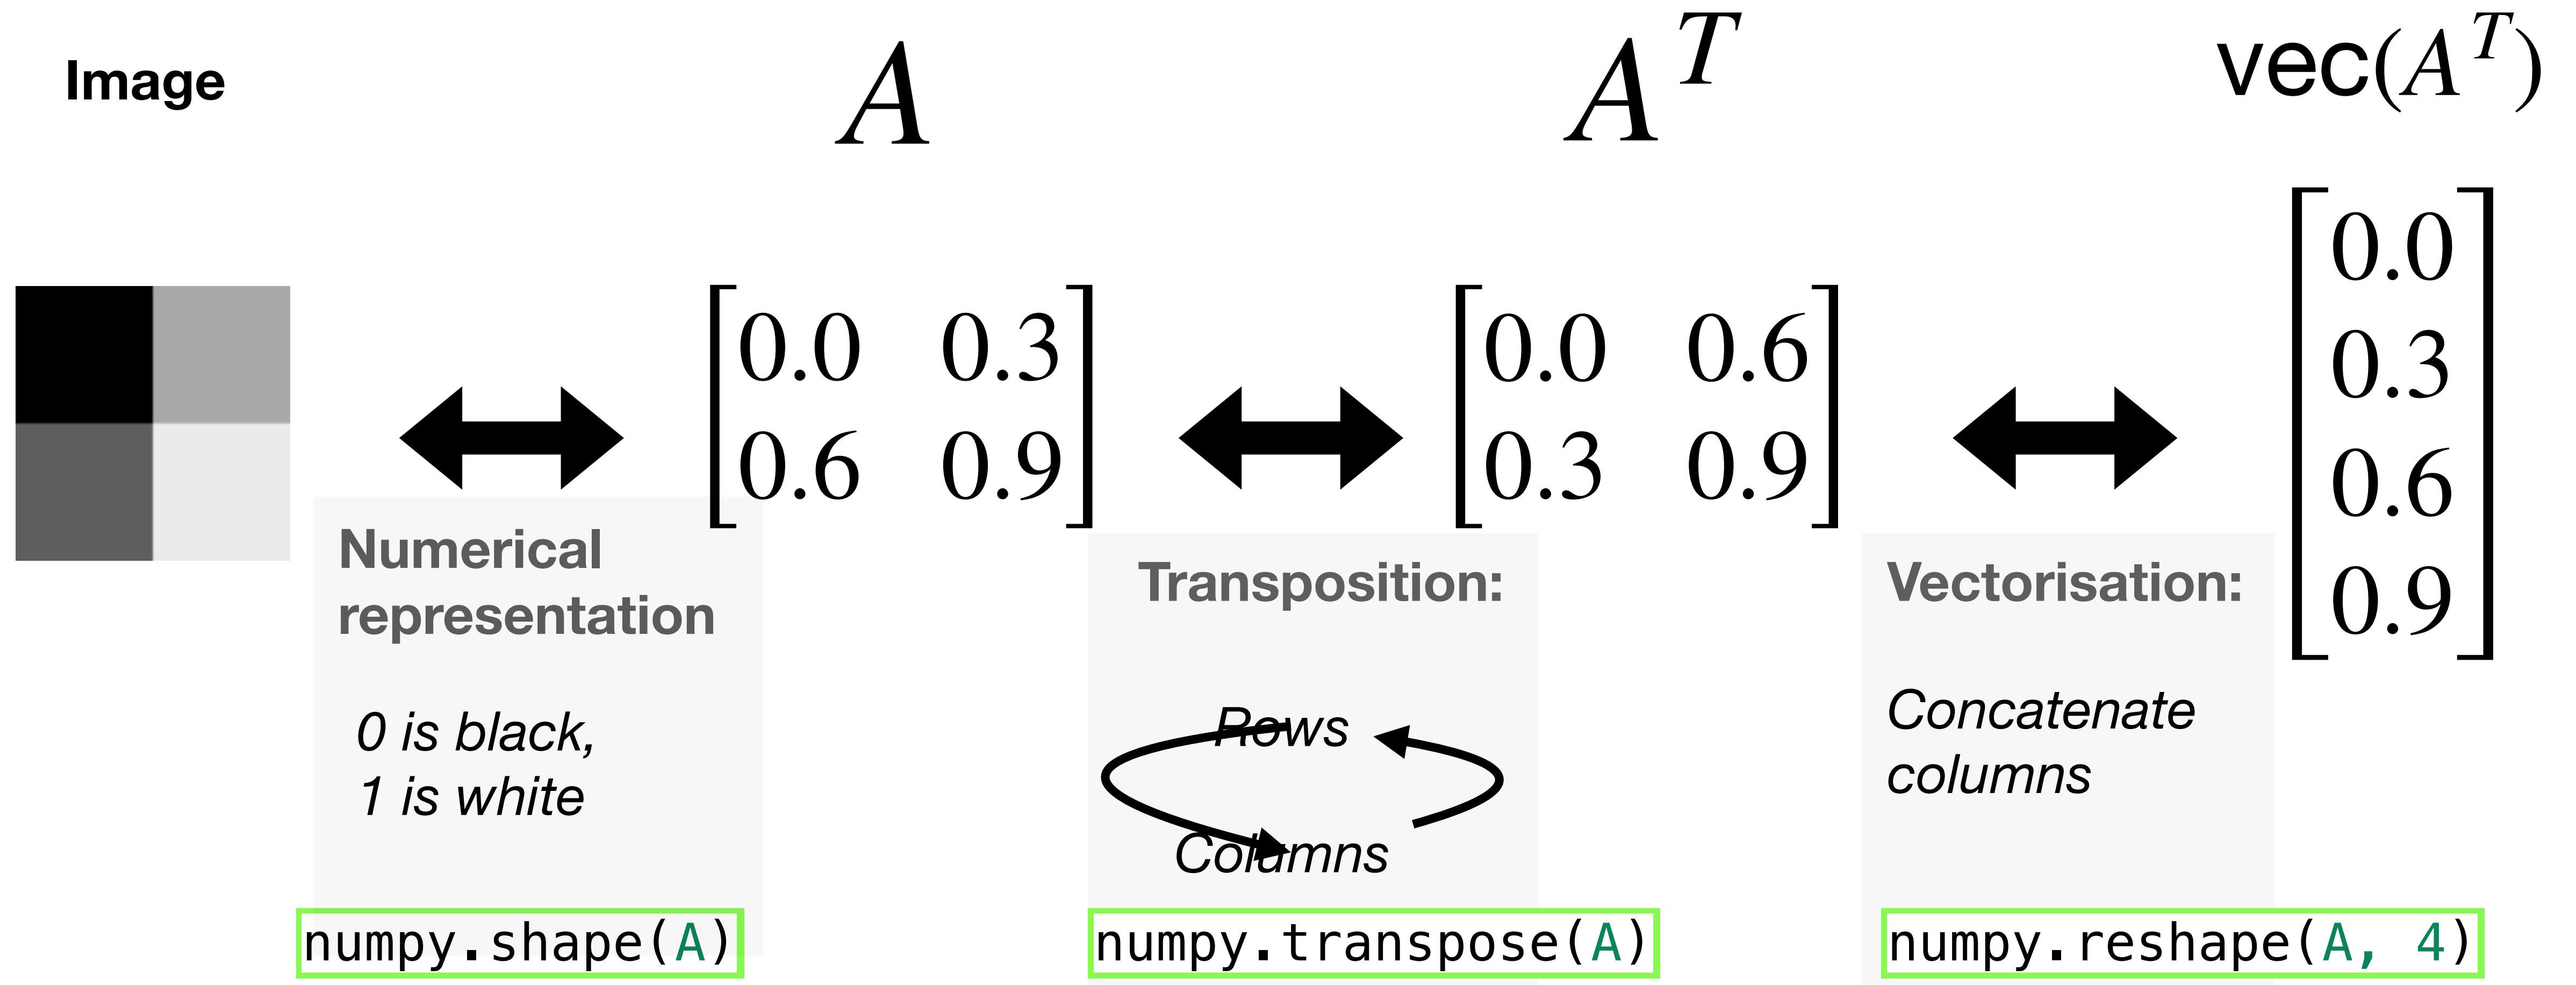 Image
A
A^T
vec(A^T)
0.0 0.3
0.6 0.9
0.0 0.6
0.3 0.9
0.0
0.3
0.6
0.9
Numerical
representation
0 is black,
1 is white
numpy.shape(A)
Transposition:
Rows
Columns
numpy.transpose(A)
Vectorisation:
Concatenate
columns
numpy.reshape(A, 4)